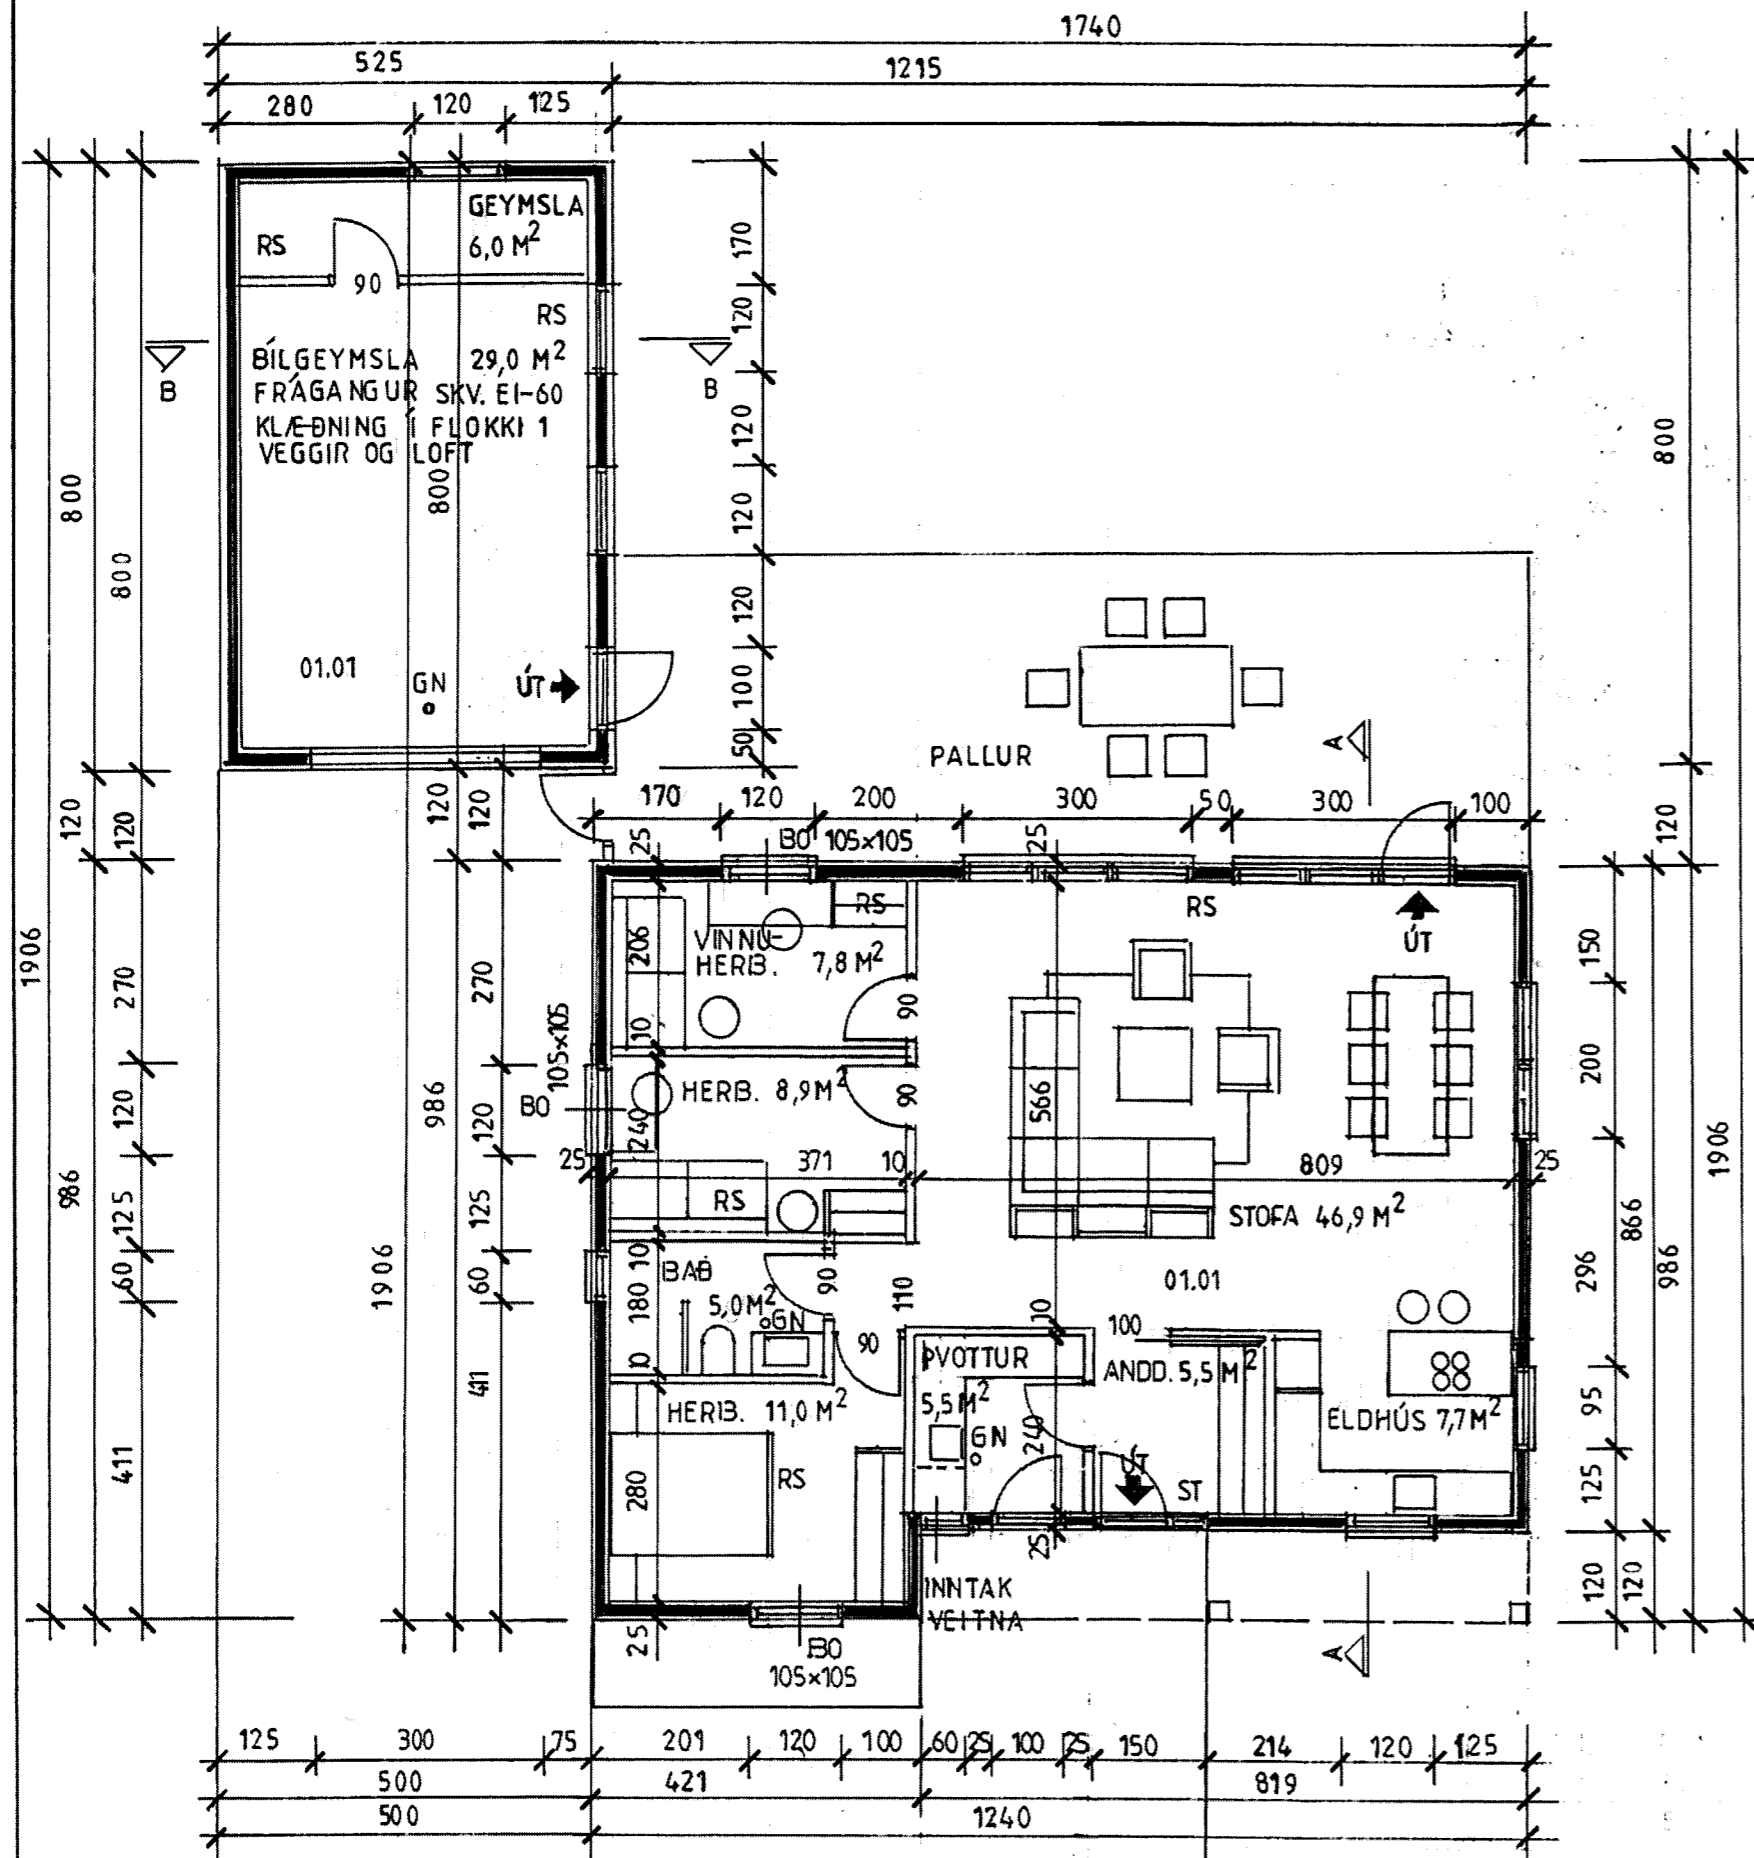 1740
525
1215
280
120
125
GEYMSLA
6,0 M²
RS
90
RS
BÍLGEYMSLA 29,0 M²
FRÁGANGUR SKV. EI-60
KLÆÐNING Í FLOKKI 1
VEGGIR OG LOFT
B
B
800
800
800
800
170
120
120
120
120
100
50
01.01
GN
ÚT
PALLUR
A
120
120
120
120
120
170
120
200
300
50
300
100
25
BO 105x105
25
1906
986
270
120
125
60
411
1906
986
270
120
125
60
411
105x105
BO
VINNU-
HERB. 7,8 M²
RS
206
10
90
RS
ÚT
HERB. 8,9 M²
240
90
25
371
10
RS
566
809
25
STOFA 46,9 M²
01.01
BAÐ
5,0 M²
GN
10
180
10
90
110
90
10
100
ÞVOTTUR
5,5 M²
GN
240
ANDD. 5,5 M²
ELDHÚS 7,7 M²
HERB. 11,0 M²
280
RS
ÚT
ST
25
25
INNTAK
VEITNA
BO
105x105
A
150
200
296
95
125
120
866
120
986
1906
125
300
75
201
120
100
60
25
100
25
150
214
120
125
500
421
819
500
1240